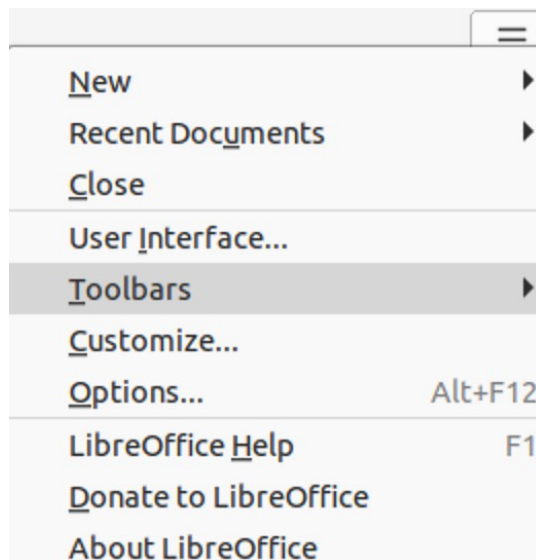 New
Recent Documents
Close
User Interface...
Toolbars
Customize...
Options... Alt+F12
LibreOffice Help F1
Donate to LibreOffice
About LibreOffice